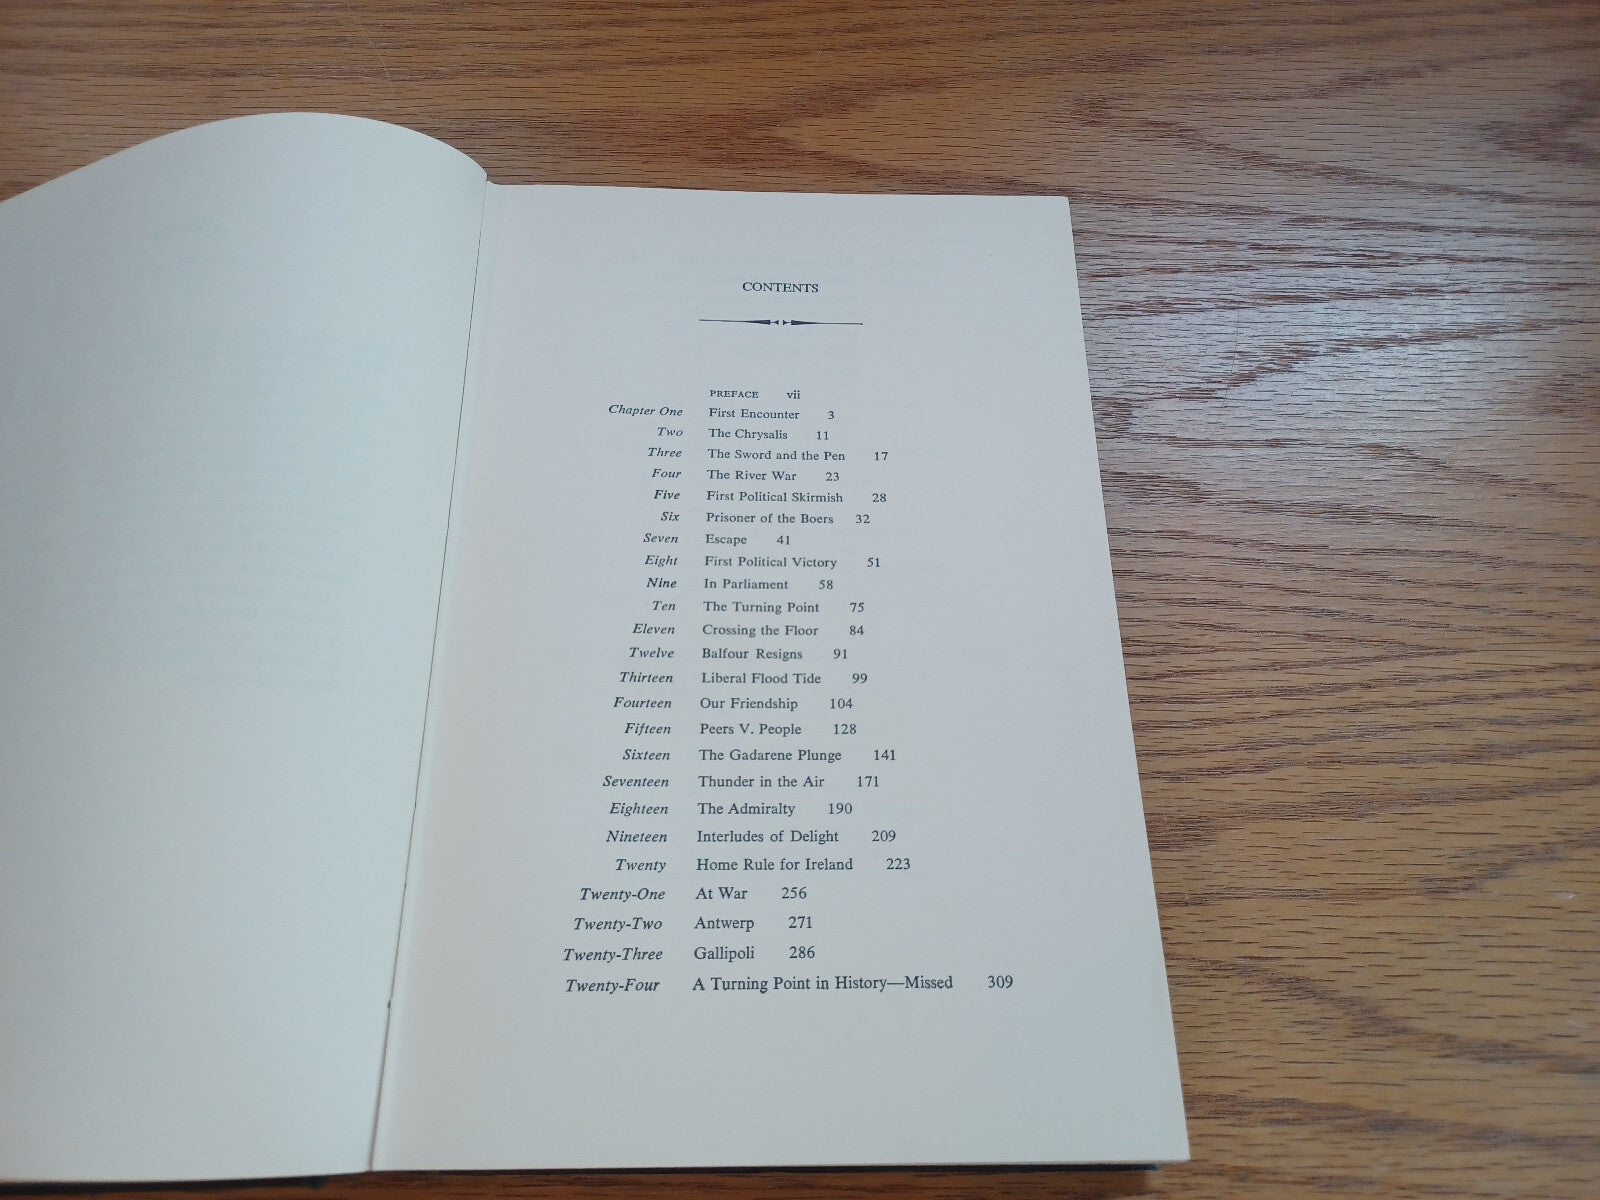 CONTENTS
PREFACE vii
Chapter One First Encounter 3
Two The Chrysalis 11
Three The Sword and the Pen 17
Four The River War 23
Five First Political Skirmish 28
Six Prisoner of the Boers 32
Seven Escape 41
Eight First Political Victory 51
Nine In Parliament 58
Ten The Turning Point 75
Eleven Crossing the Floor 84
Twelve Balfour Resigns 91
Thirteen Liberal Flood Tide 99
Fourteen Our Friendship 104
Fifteen Peers V. People 128
Sixteen The Gadarene Plunge 141
Seventeen Thunder in the Air 171
Eighteen The Admiralty 190
Nineteen Interludes of Delight 209
Twenty Home Rule for Ireland 223
Twenty-One At War 256
Twenty-Two Antwerp 271
Twenty-Three Gallipoli 286
Twenty-Four A Turning Point in History—Missed 309